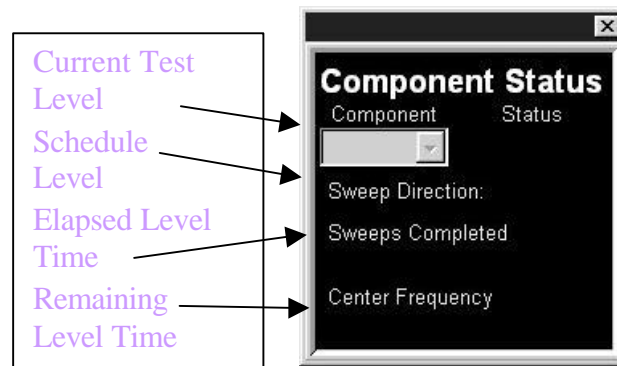 Current Test
Level
Schedule
Level
Elapsed Level
Time
Remaining
Level Time
Component Status
Component Status
Sweep Direction:
Sweeps Completed
Center Frequency